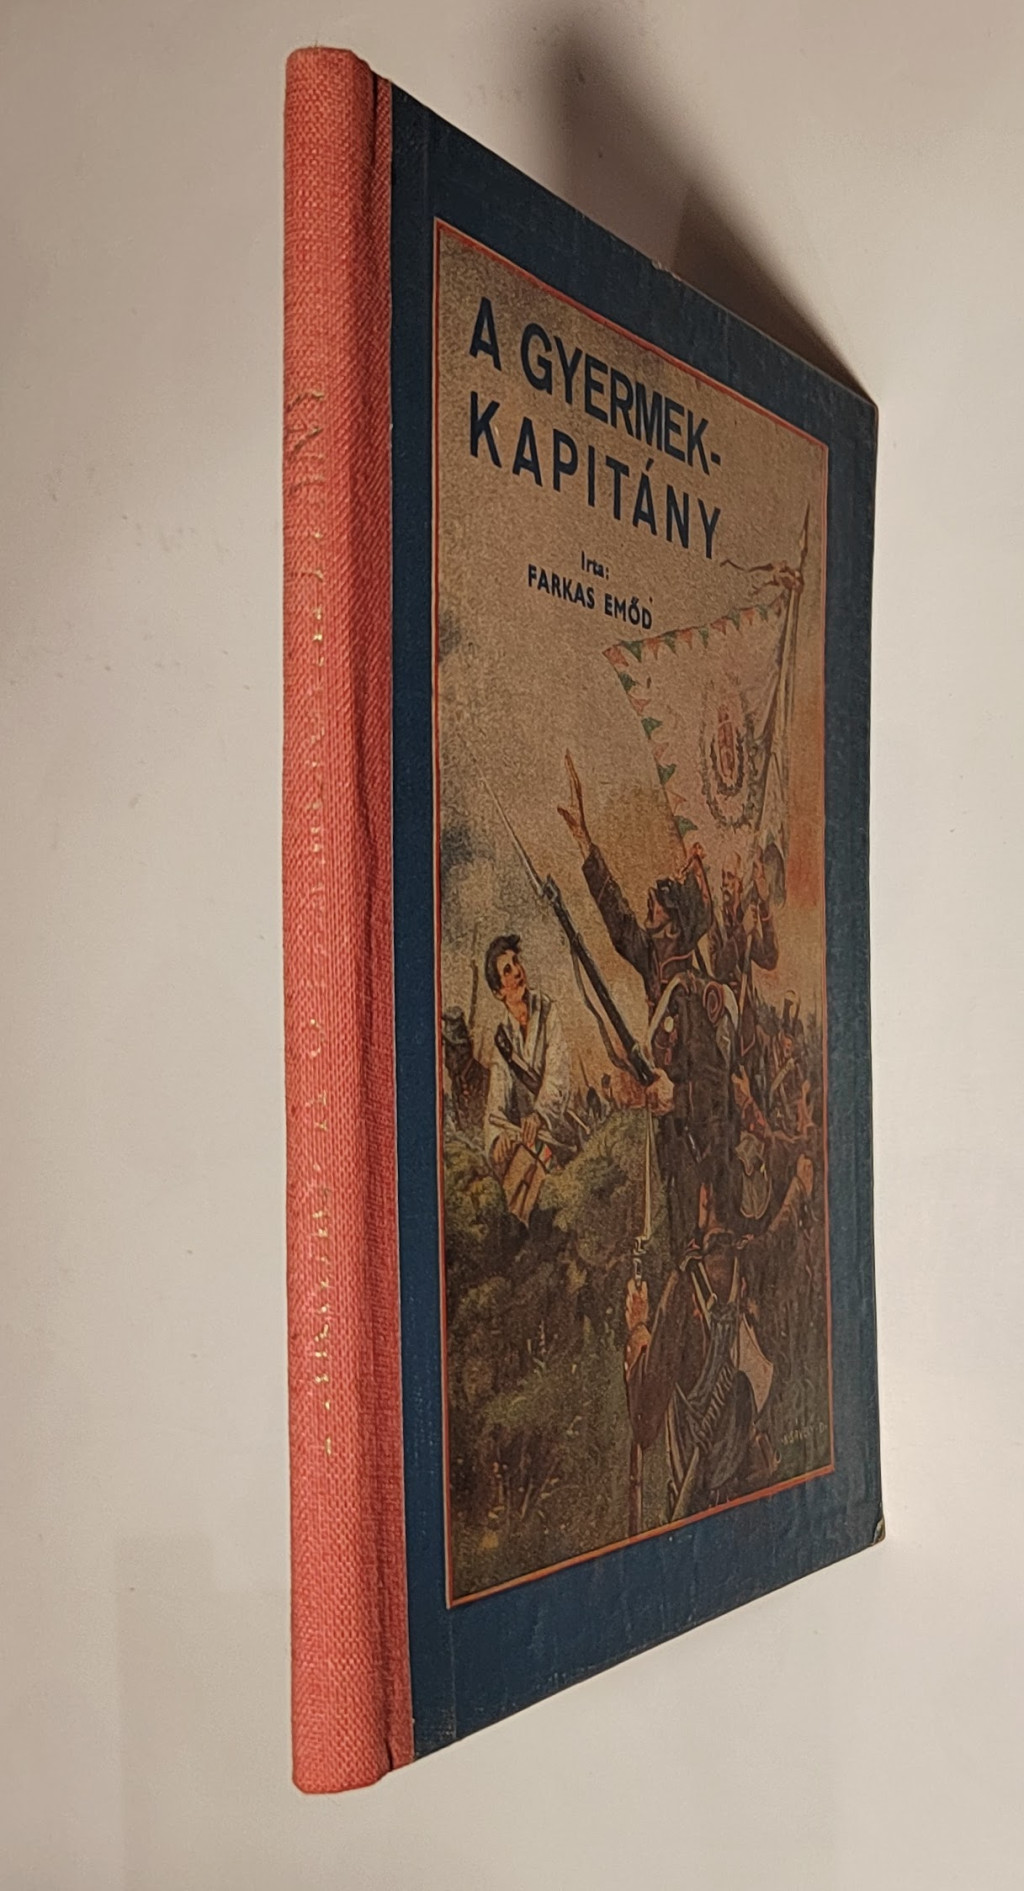 A GYERMEK-
KAPITÁNY
Irta:
FARKAS EMŐD